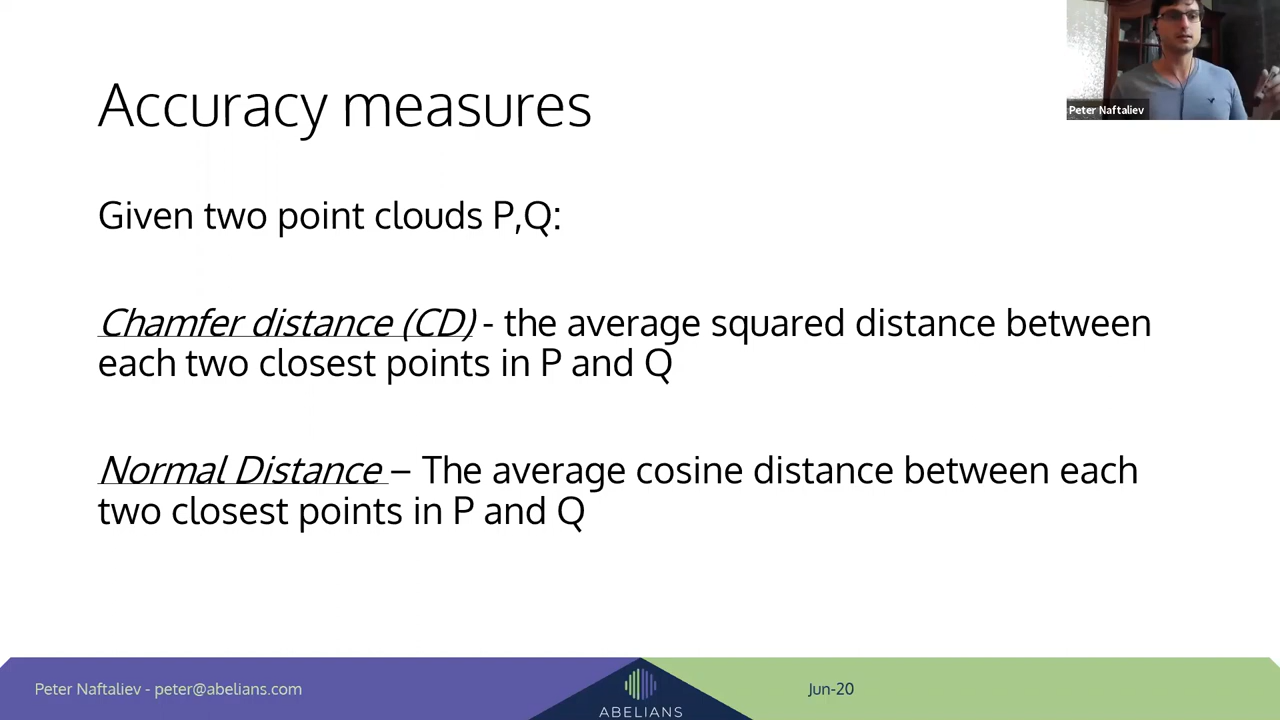 Peter Naftaliev
Accuracy measures
Given two point clouds P,Q:
Chamfer distance (CD) - the average squared distance between
each two closest points in P and Q
Normal Distance – The average cosine distance between each
two closest points in P and Q
Peter Naftaliev - peter@abelians.com
ABELIANS
Jun-20